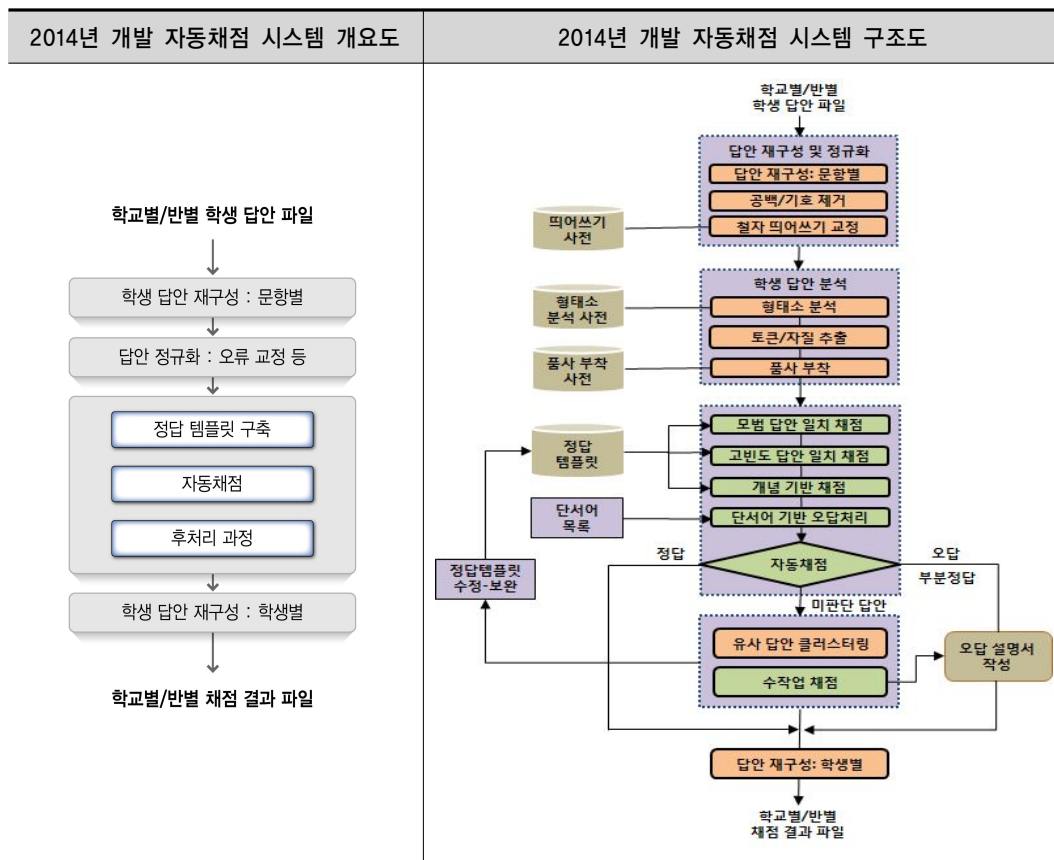 2014년 개발 자동채점 시스템 개요도
2014년 개발 자동채점 시스템 구조도
학교별/반별 학생 답안 파일
학생 답안 재구성 : 문항별
답안 정규화 : 오류 교정 등
정답 템플릿 구축
자동채점
후처리 과정
학생 답안 재구성 : 학생별
학교별/반별 채점 결과 파일
학교별/반별
학생 답안 파일
답안 재구성 및 정규화
답안 재구성: 문항별
공백/기호 제거
철자 띄어쓰기 교정
띄어쓰기
사전
학생 답안 분석
형태소 분석
토큰/자질 추출
품사 부착
형태소
분석 사전
품사 부착
사전
모범 답안 일치 채점
고빈도 답안 일치 채점
개념 기반 채점
단서어 기반 오답처리
정답
템플릿
단서어
목록
정답템플릿
수정-보완
정답
자동채점
오답
부분정답
미판단 답안
유사 답안 클러스터링
수작업 채점
오답 설명서
작성
답안 재구성: 학생별
학교별/반별
채점 결과 파일